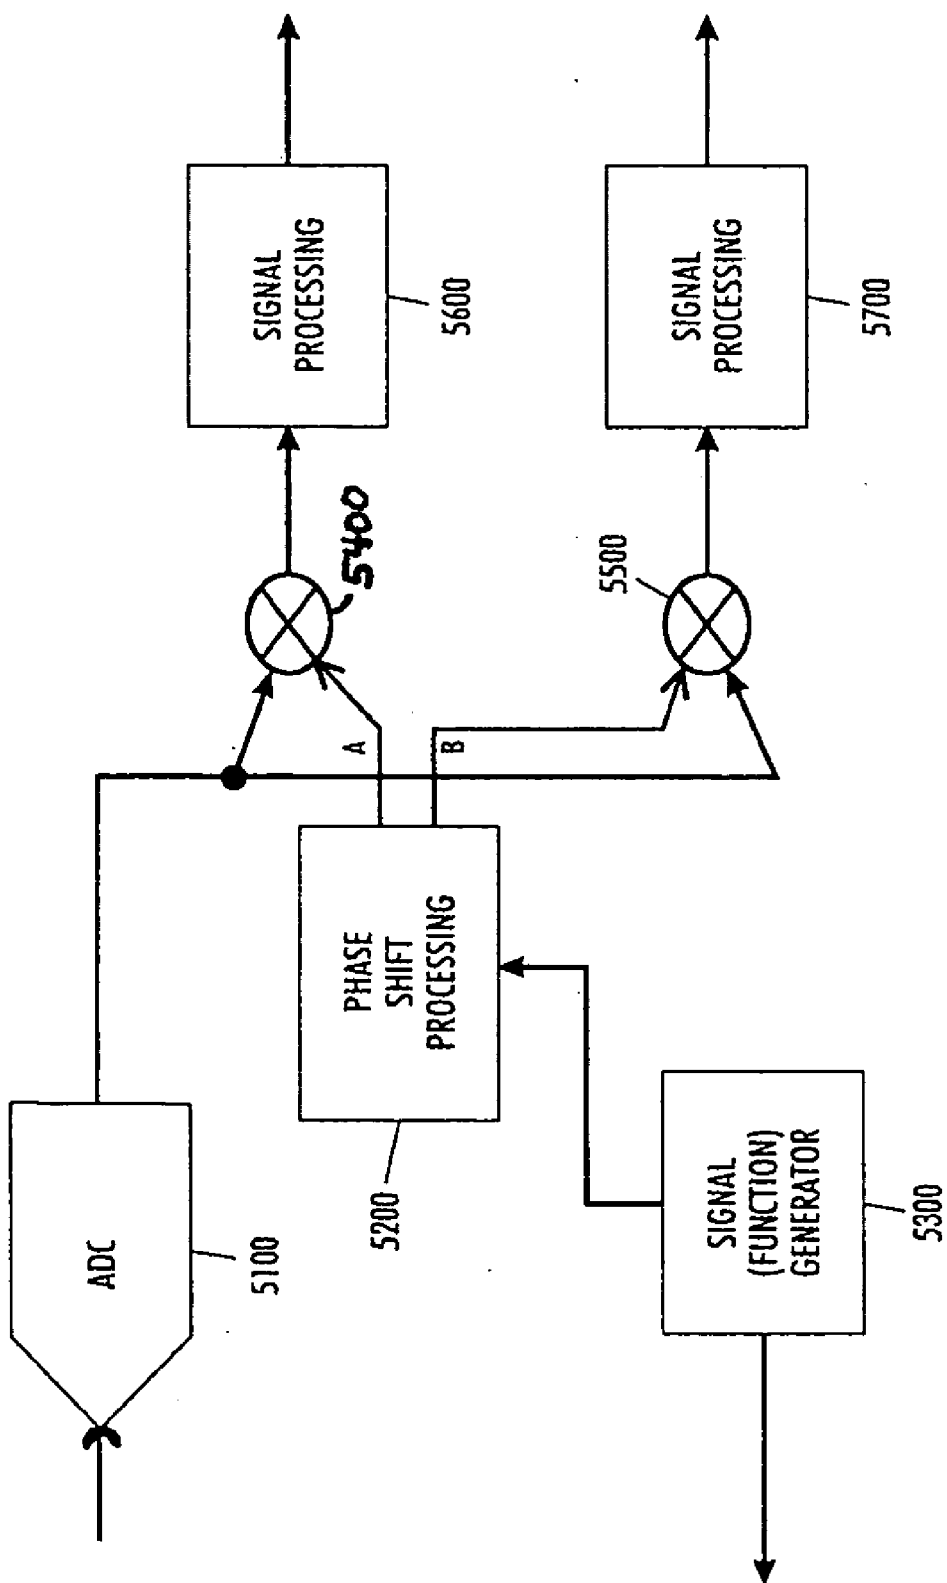 ADC
5100
PHASE
SHIFT
PROCESSING
5200
SIGNAL
(FUNCTION)
GENERATOR
5300
A
B
5400
5500
SIGNAL
PROCESSING
5600
SIGNAL
PROCESSING
5700